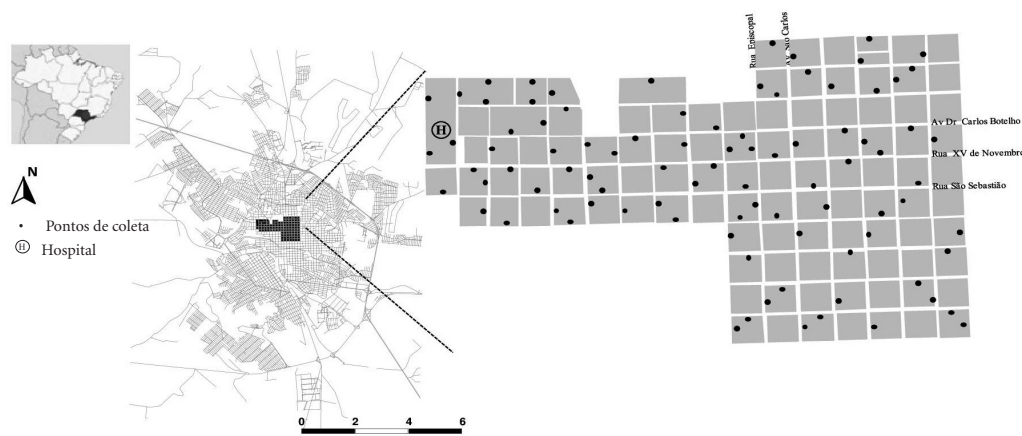 Rua Episcopal
Av São Carlos
Av Dr Carlos Botelho
H
Rua XV de Novembro
Rua São Sebastião
N
Pontos de coleta
H Hospital
0 2 4 6